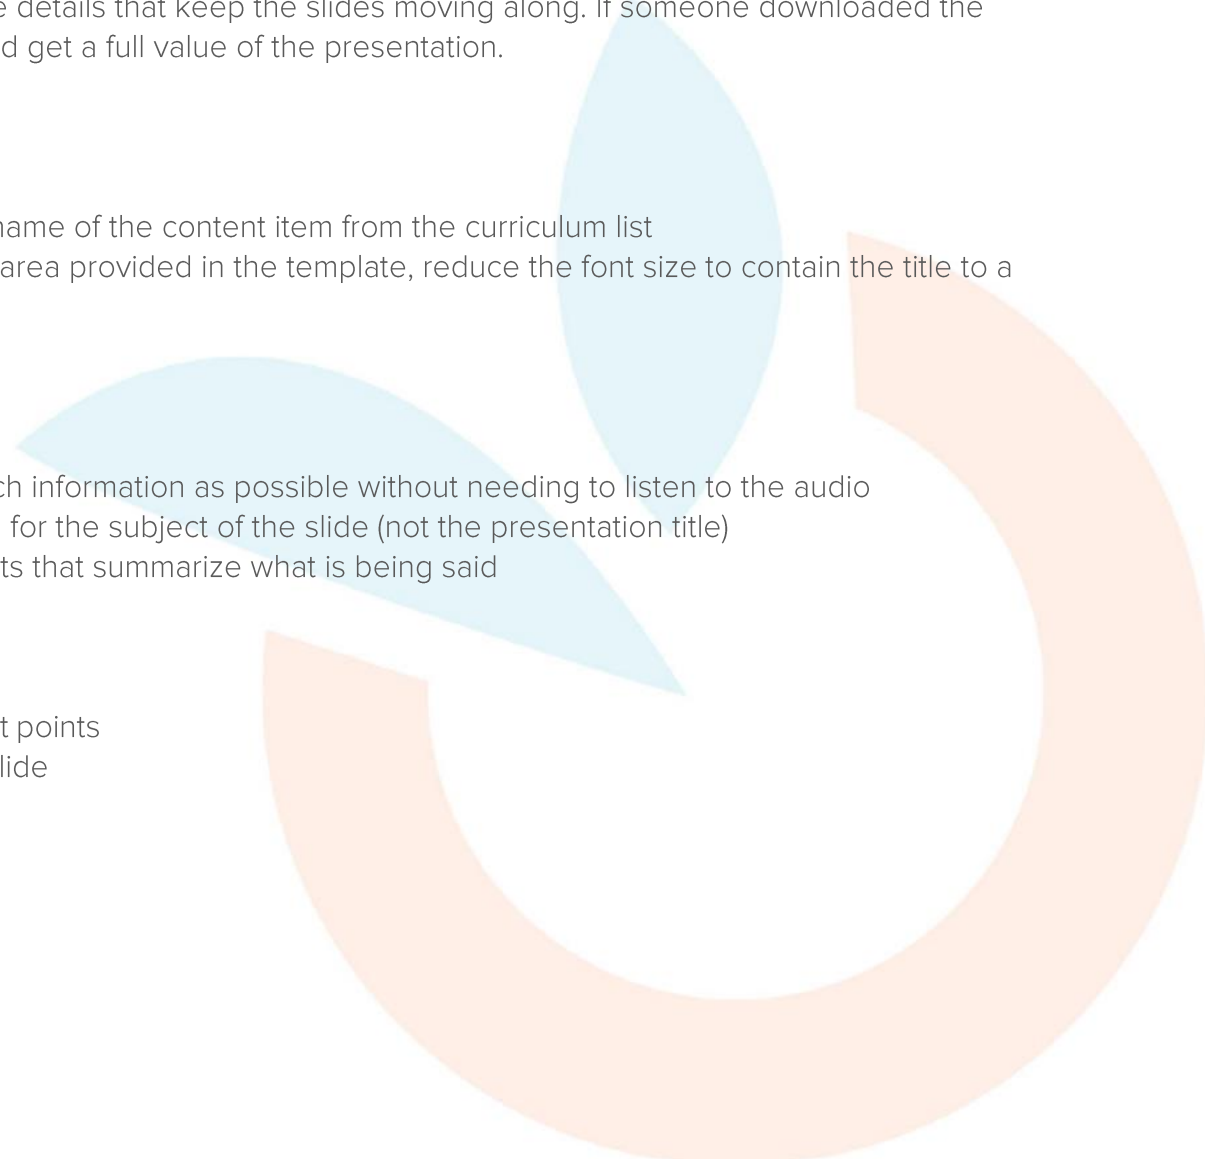 details that keep the slides moving along. If someone downloaded the
d get a full value of the presentation.
name of the content item from the curriculum list
area provided in the template, reduce the font size to contain the title to a
ch information as possible without needing to listen to the audio
for the subject of the slide (not the presentation title)
ts that summarize what is being said
t points
lide